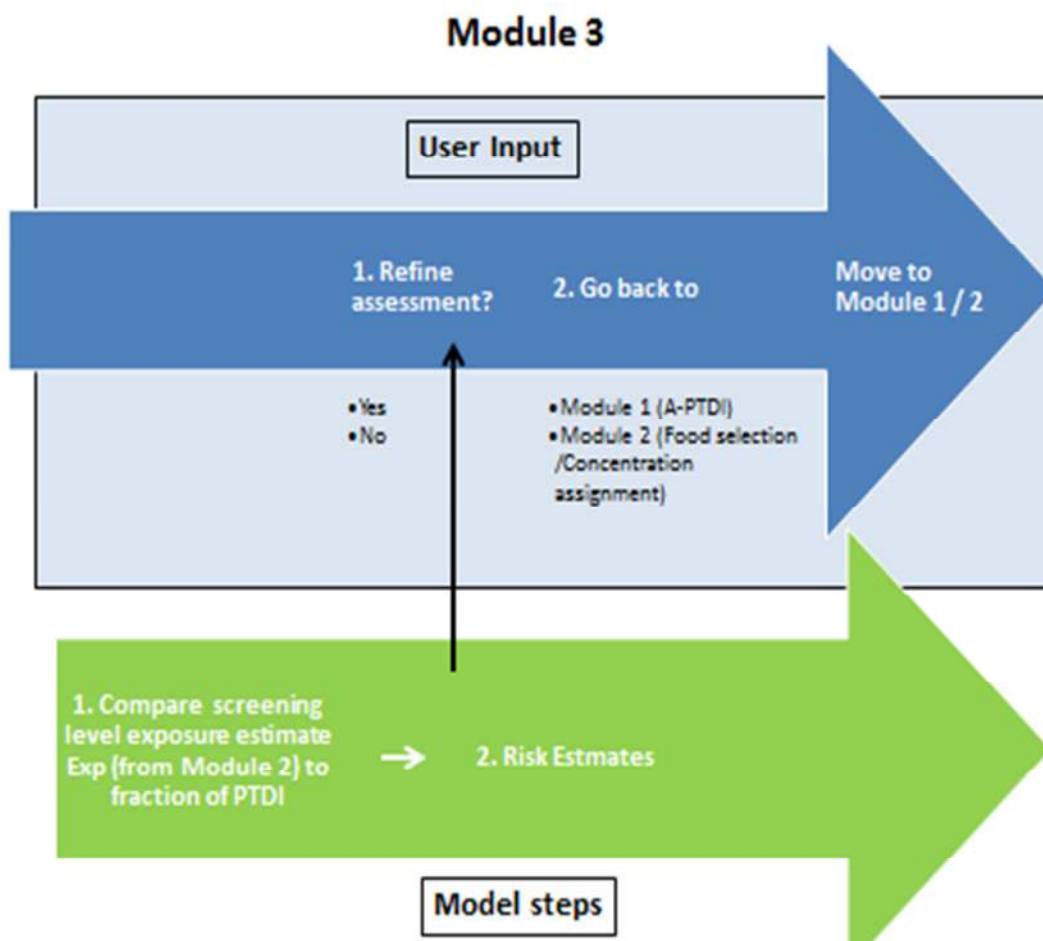 Module 3
User Input
1. Refine
assessment?
2. Go back to
Move to
Module 1 / 2
•Yes
•No
•Module 1 (A-PTDI)
•Module 2 (Food selection
/Concentration
assignment)
1. Compare screening
level exposure estimate
Exp (from Module 2) to
fraction of PTDI
2. Risk Estmates
Model steps